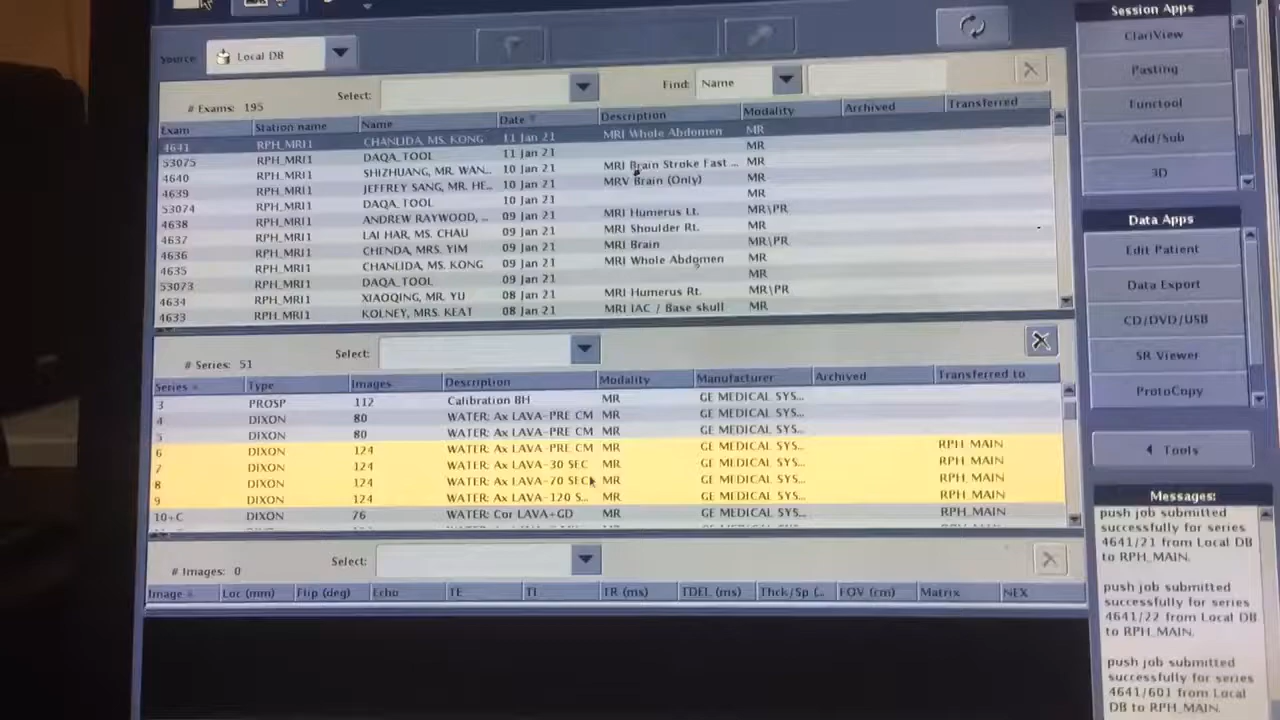 Session Apps
ClariView
Pasting
Functool
Add/Sub
3D
Source: Local DB
# Exams: 195 Select: Find: Name
Exam Station name Name Date Description Modality Archived Transferred
4641 RPH_MRI1 CHANLIDA, MS. KONG 11 Jan 21 MRI Whole Abdomen MR
53075 RPH_MRI1 DAQA_TOOL 11 Jan 21 MR
4640 RPH_MRI1 SHIZHUANG, MR. WAN... 10 Jan 21 MRI Brain Stroke Fast ... MR
4639 RPH_MRI1 JEFFREY SANG, MR. HE... 10 Jan 21 MRV Brain (Only) MR
53074 RPH_MRI1 DAQA_TOOL 10 Jan 21 MR
4638 RPH_MRI1 ANDREW RAYWOOD, ... 09 Jan 21 MRI Humerus Lt. MR\PR
4637 RPH_MRI1 LAI HAR, MS. CHAU 09 Jan 21 MRI Shoulder Rt. MR
4636 RPH_MRI1 CHENDA, MRS. YIM 09 Jan 21 MRI Brain MR\PR
4635 RPH_MRI1 CHANLIDA, MS. KONG 09 Jan 21 MRI Whole Abdomen MR
53073 RPH_MRI1 DAQA_TOOL 09 Jan 21 MR
4634 RPH_MRI1 XIAOQING, MR. YU 08 Jan 21 MRI Humerus Rt. MR\PR
4633 RPH_MRI1 KOLNEY, MRS. KEAT 08 Jan 21 MRI IAC / Base skull MR
Data Apps
Edit Patient
Data Export
CD/DVD/USB
SR Viewer
ProtoCopy
# Series: 51 Select:
Series Type Images Description Modality Manufacturer Archived Transferred to
3 PROSP 112 Calibration BH MR GE MEDICAL SYS...
4 DIXON 80 WATER: Ax LAVA-PRE CM MR GE MEDICAL SYS...
5 DIXON 80 WATER: Ax LAVA-PRE CM MR GE MEDICAL SYS...
6 DIXON 124 WATER: Ax LAVA-PRE CM MR GE MEDICAL SYS... RPH_MAIN
7 DIXON 124 WATER: Ax LAVA-30 SEC MR GE MEDICAL SYS... RPH_MAIN
8 DIXON 124 WATER: Ax LAVA-70 SEC MR GE MEDICAL SYS... RPH_MAIN
9 DIXON 124 WATER: Ax LAVA-120 S... MR GE MEDICAL SYS... RPH_MAIN
10+C DIXON 76 WATER: Cor LAVA+GD MR GE MEDICAL SYS... RPH_MAIN
Tools
# Images: 0 Select:
Image Loc (mm) Flip (deg) Echo TE TI TR (ms) TDEL (ms) Thck/Sp (.. FOV (cm) Matrix NEX
Messages:
push job submitted
successfully for series
4641/21 from Local DB
to RPH_MAIN.
push job submitted
successfully for series
4641/22 from Local DB
to RPH_MAIN.
push job submitted
successfully for series
4641/601 from Local
DB to RPH_MAIN.